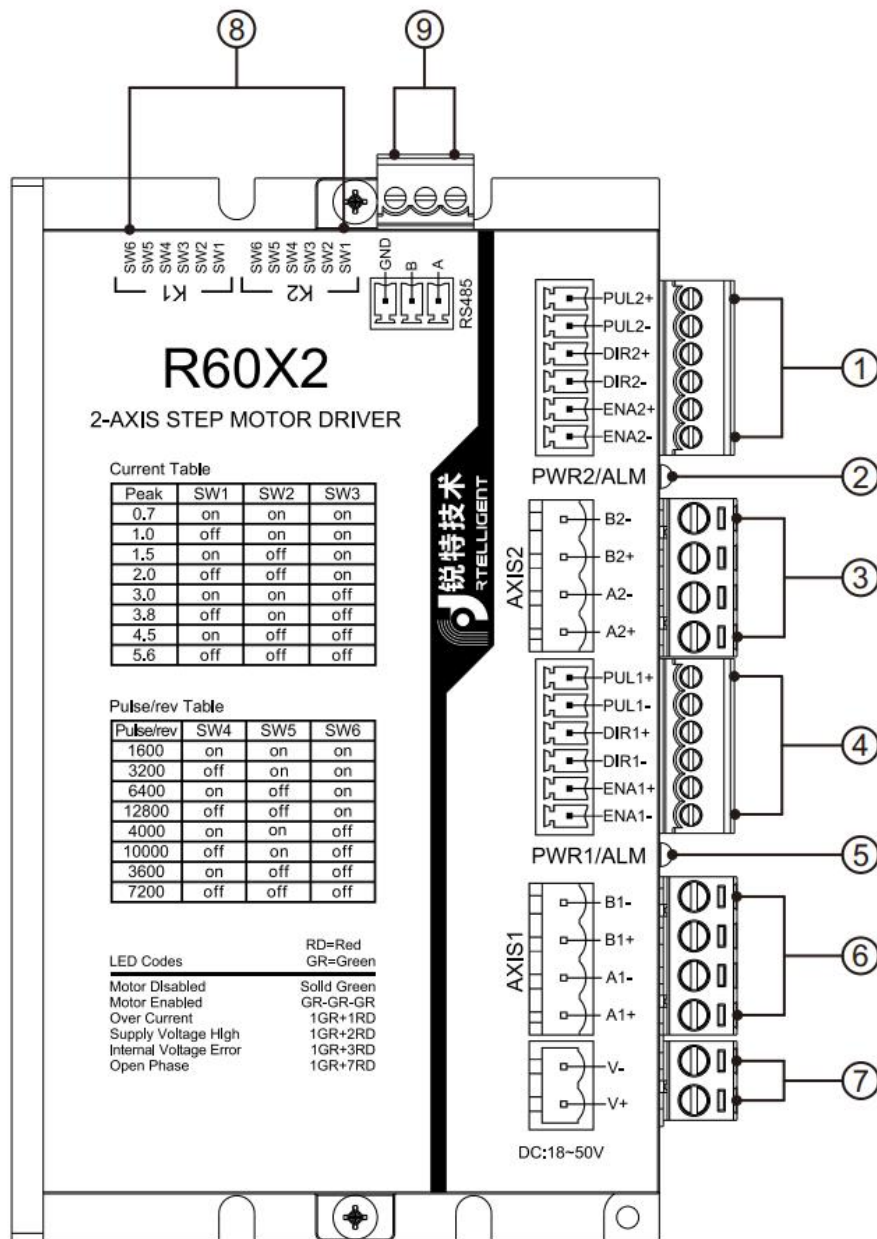 8
9
SW6
SW5
SW4
SW3
SW2
SW1
K1
SW6
SW5
SW4
SW3
SW2
SW1
K2
GND
B
A
RS485
R60X2
2-AXIS STEP MOTOR DRIVER
Current Table
Peak SW1 SW2 SW3
0.7 on on on
1.0 off on on
1.5 on off on
2.0 off off on
3.0 on on off
3.8 off on off
4.5 on off off
5.6 off off off
Pulse/rev Table
Pulse/rev SW4 SW5 SW6
1600 on on on
3200 off on on
6400 on off on
12800 off off on
4000 on on off
10000 off on off
3600 on off off
7200 off off off
RD=Red
LED Codes GR=Green
Motor Disabled Solid Green
Motor Enabled GR-GR-GR
Over Current 1GR+1RD
Supply Voltage High 1GR+2RD
Internal Voltage Error 1GR+3RD
Open Phase 1GR+7RD
锐特技术
RTELLIGENT
PUL2+
PUL2-
DIR2+
DIR2-
ENA2+
ENA2-
1
PWR2/ALM
2
AXIS2
B2-
B2+
A2-
A2+
3
PUL1+
PUL1-
DIR1+
DIR1-
ENA1+
ENA1-
4
PWR1/ALM
5
AXIS1
B1-
B1+
A1-
A1+
6
V-
V+
7
DC:18~50V